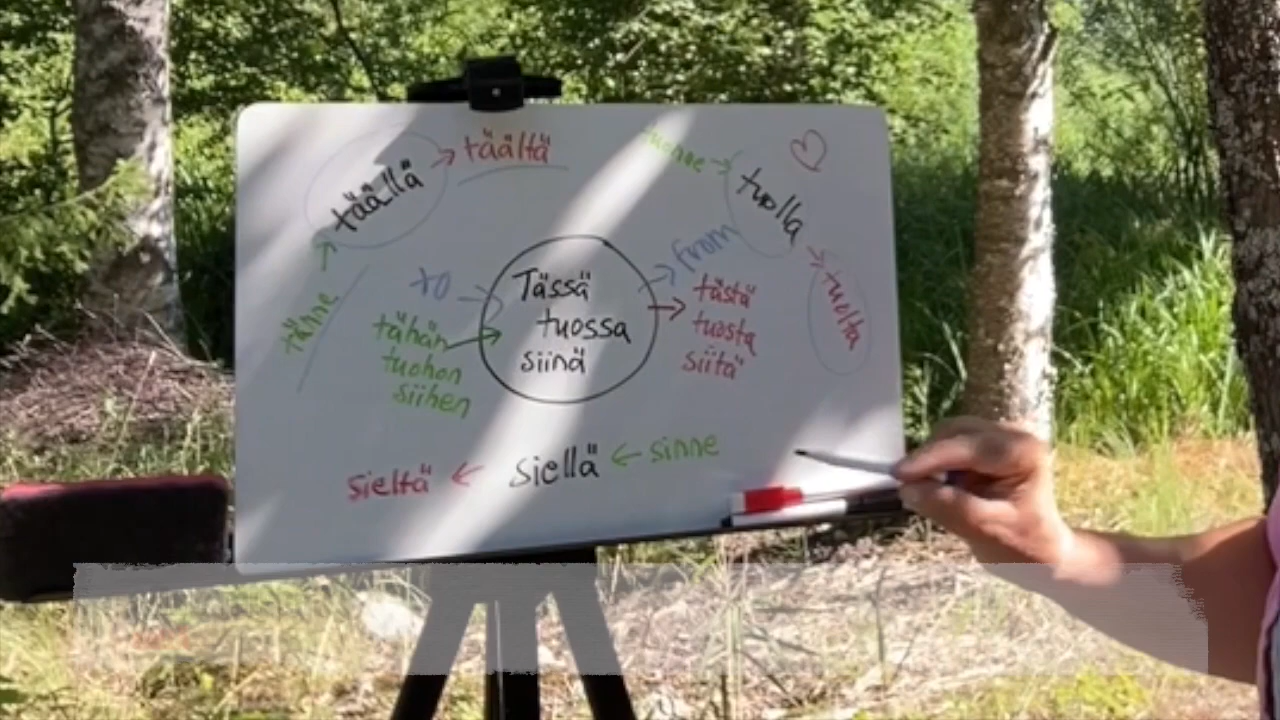 täältä
täällä
tuonne
tuolla
from
to
Tässä
tuossa
siinä
tästä
tuosta
siitä
tuolta
tänne
tähän
tuohon
siihen
sinne
siellä
sieltä